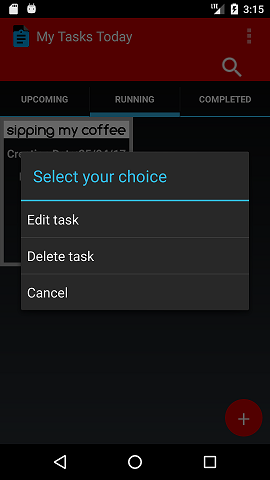 3:15
My Tasks Today
UPCOMING
RUNNING
COMPLETED
sipping my coffee
Creation Date 25/04/17
Select your choice
Edit task
Delete task
Cancel